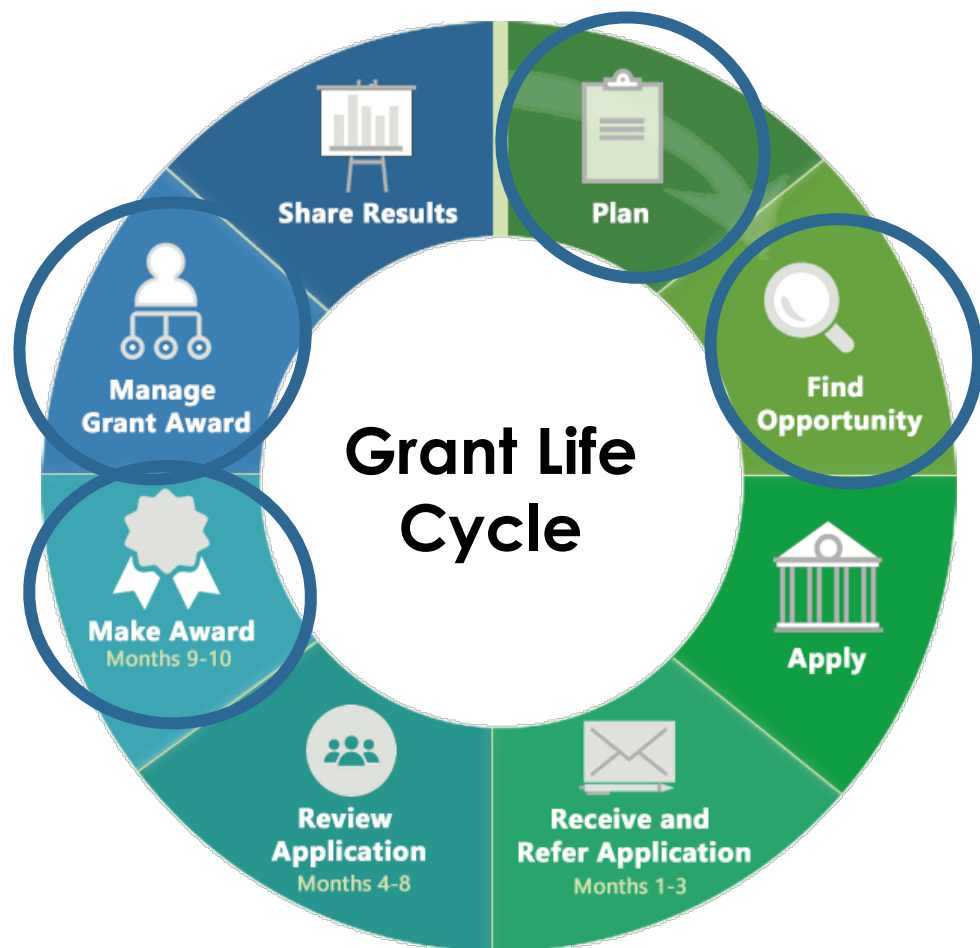 Plan
Find
Opportunity
Apply
Receive and
Refer Application
Months 1-3
Review
Application
Months 4-8
Make Award
Months 9-10
Manage
Grant Award
Share Results
Grant Life
Cycle